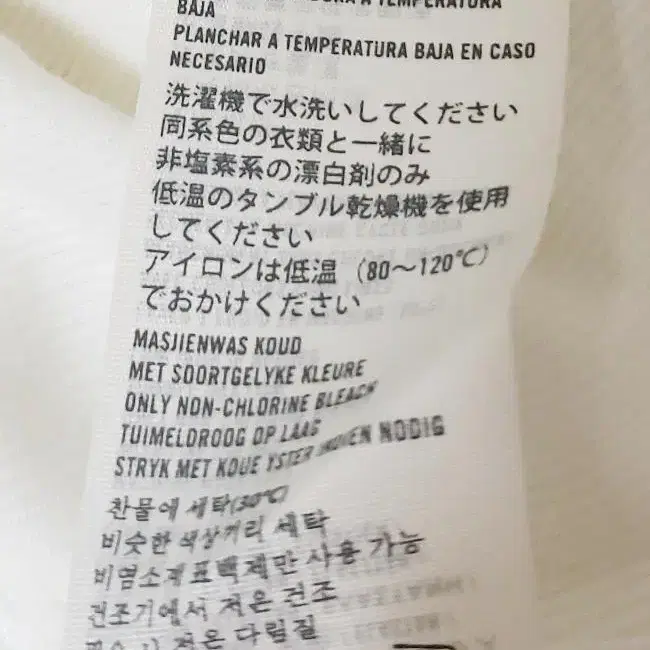 A TEMPERATURA
BAJA
PLANCHAR A TEMPERATURA BAJA EN CASO
NECESARIO
洗濯機で水洗いしてください
同系色の衣類と一緒に
非塩素系の漂白剤のみ
低温のタンブル乾燥機を使用
してください
アイロンは低温（80～120℃）
でおかけください
MASJIENWAS KOUD
MET SOORTGELYKE KLEURE
ONLY NON-CHLORINE BLEACH
TUIMELDROOG OP LAAG
STRYK MET KOUE YSTER INDIEN NODIG
찬물에 세탁(30℃)
비슷한 색상끼리 세탁
비염소계표백제만 사용 가능
건조기에서 저온 건조
저온 다림질